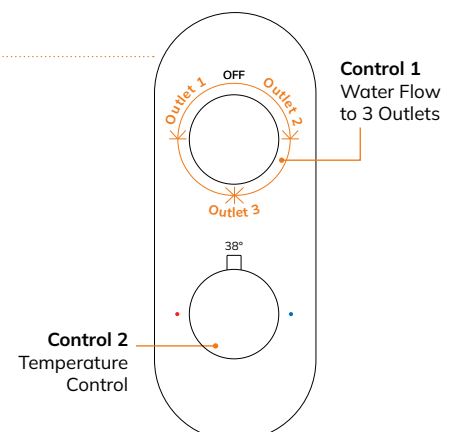 OFF
Outlet 1
Outlet 2
Outlet 3
Control 1
Water Flow
to 3 Outlets
38°
Control 2
Temperature
Control